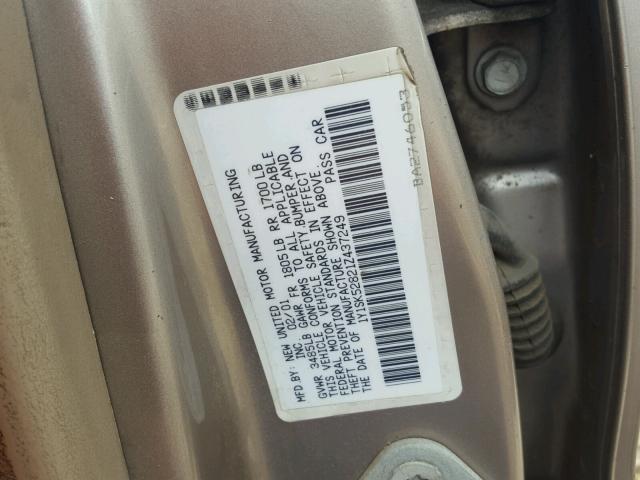 MFD.BY: NEW UNITED MOTOR MANUFACTURING
INC. 02/01
GVWR 3485LB GAWR FR 1805LB RR 1700LB
THIS VEHICLE CONFORMS TO ALL APPLICABLE
FEDERAL MOTOR VEHICLE SAFETY,BUMPER,AND
THEFT PREVENTION STANDARDS IN EFFECT ON
THE DATE OF MANUFACTURE SHOWN ABOVE.
1Y1SK52821Z437249 PASS CAR
BA2746053